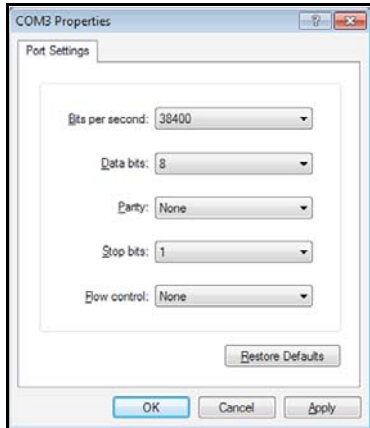 COM3 Properties
Port Settings
Bits per second: 38400
Data bits: 8
Parity: None
Stop bits: 1
Flow control: None
Restore Defaults
OK Cancel Apply